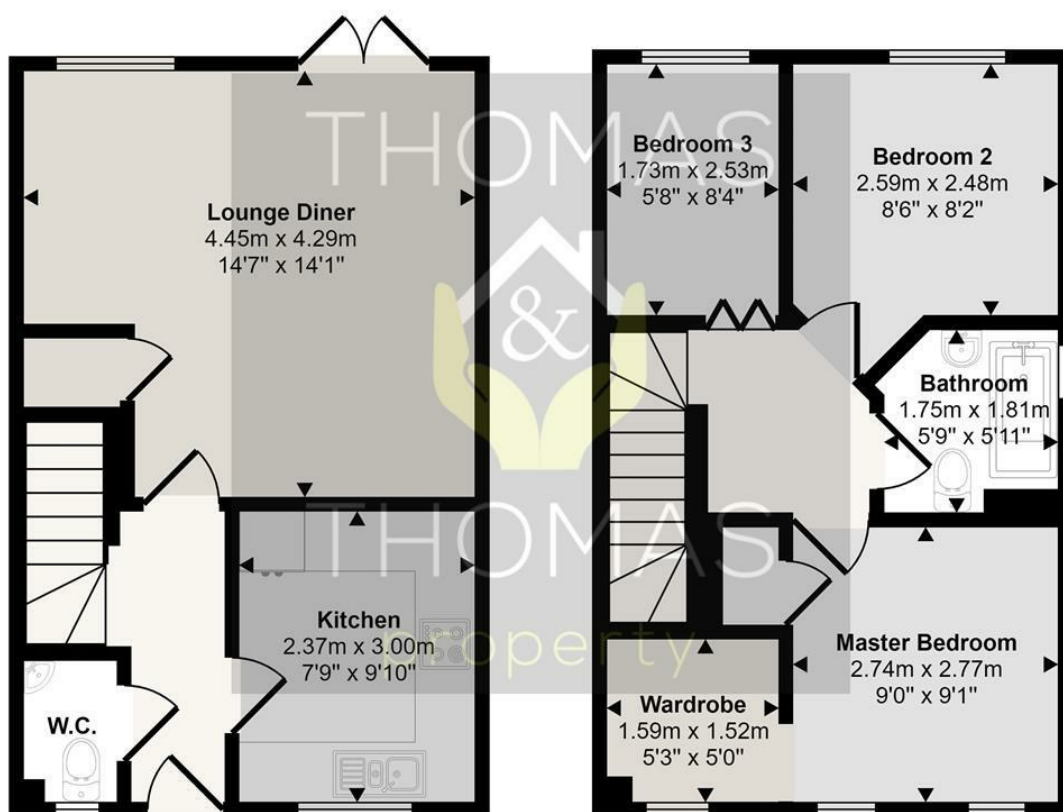 THOMAS
&
THOMAS
property
Lounge Diner
4.45m x 4.29m
14'7" x 14'1"
Kitchen
2.37m x 3.00m
7'9" x 9'10"
W.C.
Bedroom 3
1.73m x 2.53m
5'8" x 8'4"
Bedroom 2
2.59m x 2.48m
8'6" x 8'2"
Bathroom
1.75m x 1.81m
5'9" x 5'11"
Master Bedroom
2.74m x 2.77m
9'0" x 9'1"
Wardrobe
1.59m x 1.52m
5'3" x 5'0"